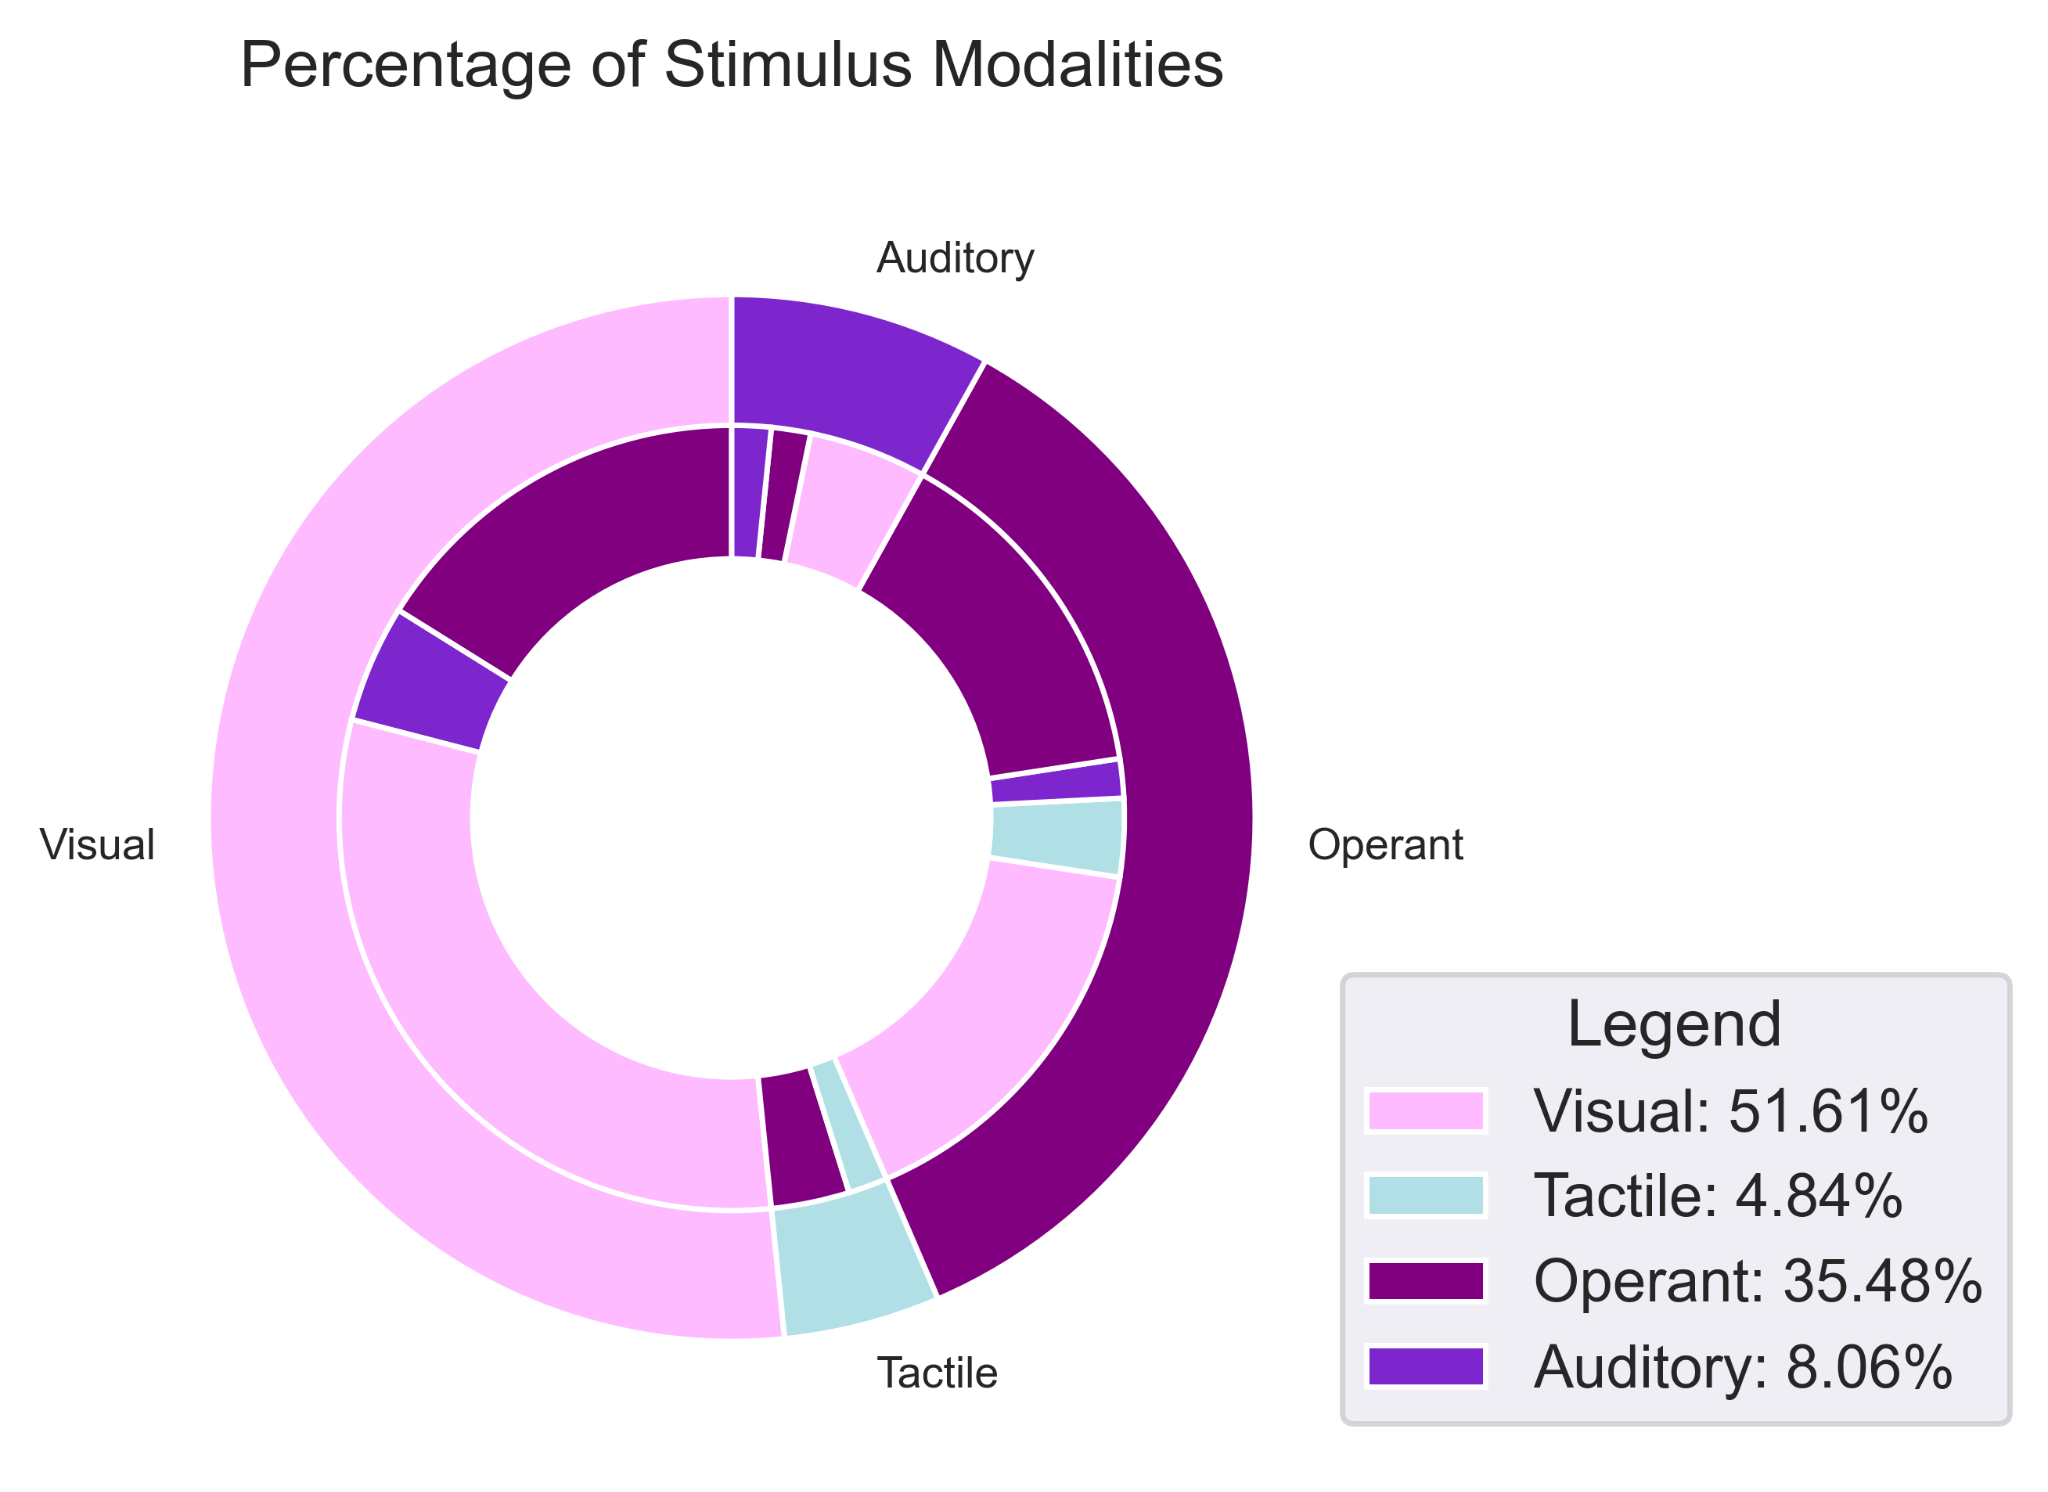 Percentage of Stimulus Modalities
Auditory
Visual
Operant
Tactile
Legend
Visual: 51.61%
Tactile: 4.84%
Operant: 35.48%
Auditory: 8.06%